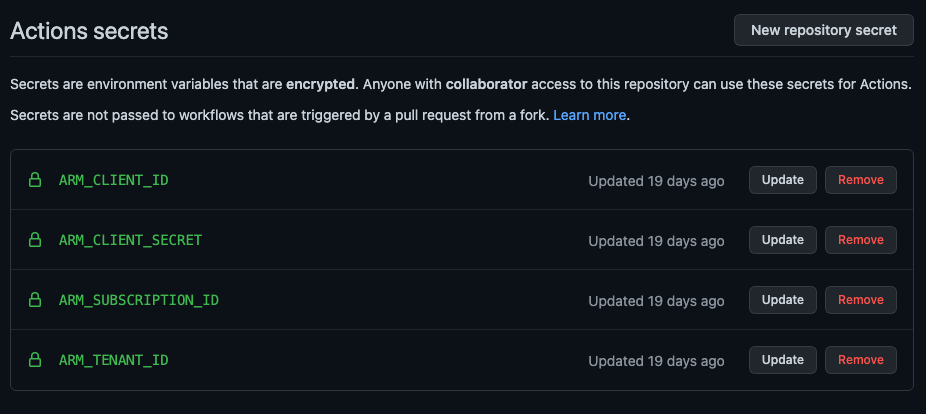 Actions secrets
New repository secret
Secrets are environment variables that are encrypted. Anyone with collaborator access to this repository can use these secrets for Actions.
Secrets are not passed to workflows that are triggered by a pull request from a fork. Learn more.
ARM_CLIENT_ID Updated 19 days ago Update Remove
ARM_CLIENT_SECRET Updated 19 days ago Update Remove
ARM_SUBSCRIPTION_ID Updated 19 days ago Update Remove
ARM_TENANT_ID Updated 19 days ago Update Remove